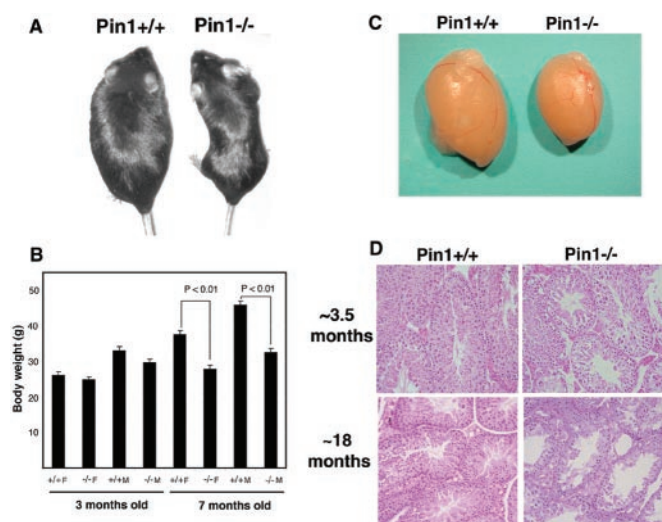 A
Pin1+/+
Pin1-/-
B
Body weight (g)
50
40
30
20
10
P < 0.01
P < 0.01
+/+F
-/-F
+/+M
-/-M
+/+F
-/-F
+/+M
-/-M
3 months old
7 months old
C
Pin1+/+
Pin1-/-
D
Pin1+/+
Pin1-/-
~3.5
months
~18
months